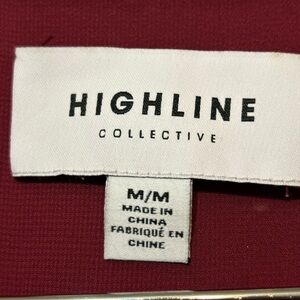 HIGHLINE
COLLECTIVE
M/M
MADE IN
CHINA
FABRIQUÉ EN
CHINE